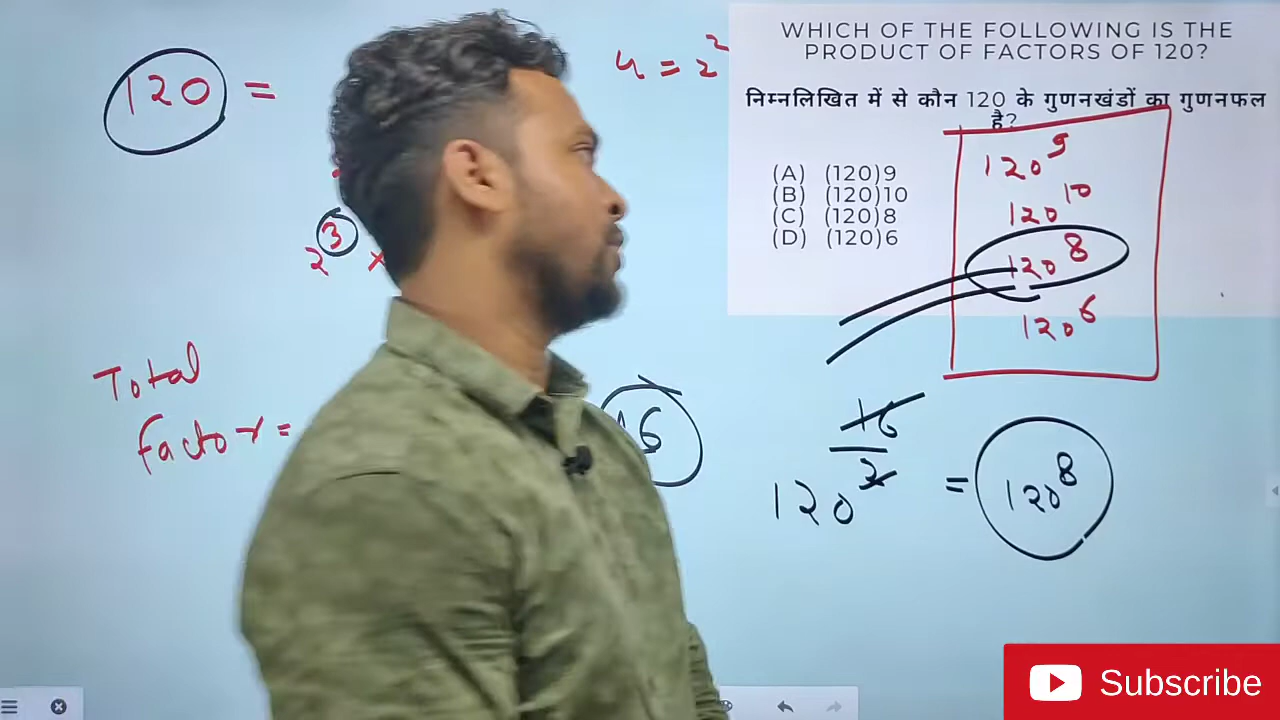 120 =
4 = 2²
WHICH OF THE FOLLOWING IS THE
PRODUCT OF FACTORS OF 120?
निम्नलिखित में से कौन 120 के गुणनखंडों का गुणनफल
है?
(A) (120)9
(B) (120)10
(C) (120)8
(D) (120)6
120⁹
120¹⁰
120⁸
120⁶
2³ ×
Total
factor =
16
120^16/2 = 120⁸
Subscribe